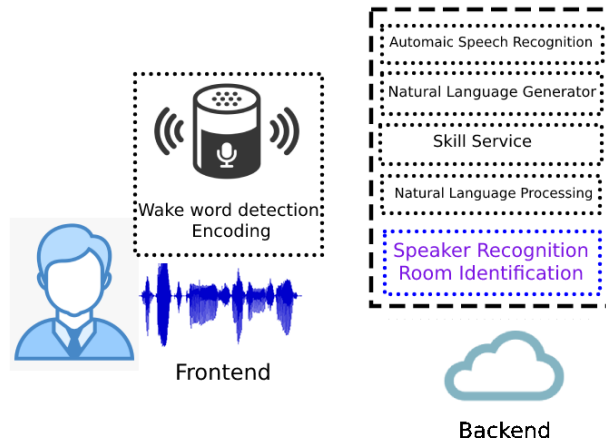 Wake word detection
Encoding
Frontend
Automaic Speech Recognition
Natural Language Generator
Skill Service
Natural Language Processing
Speaker Recognition
Room Identification
Backend